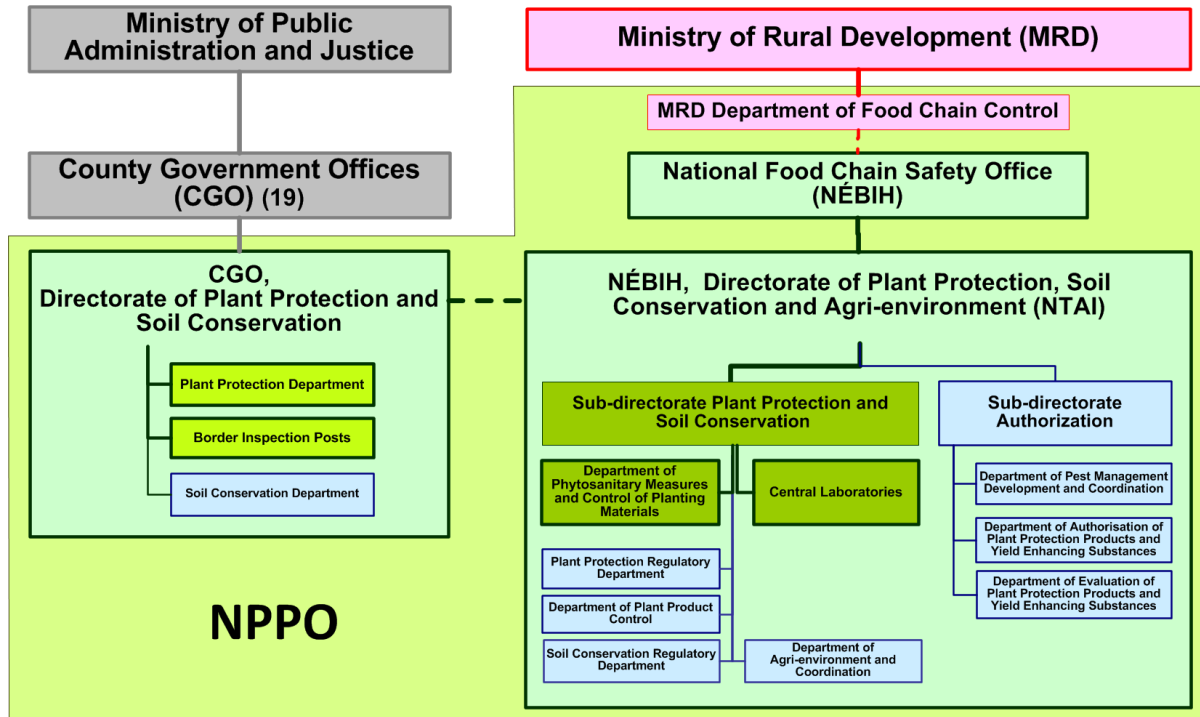 Ministry of Public
Administration and Justice
Ministry of Rural Development (MRD)
MRD Department of Food Chain Control
County Government Offices
(CGO) (19)
National Food Chain Safety Office
(NÉBIH)
CGO,
Directorate of Plant Protection and
Soil Conservation
Plant Protection Department
Border Inspection Posts
Soil Conservation Department
NÉBIH, Directorate of Plant Protection, Soil
Conservation and Agri-environment (NTAI)
Sub-directorate Plant Protection and
Soil Conservation
Department of
Phytosanitary Measures
and Control of Planting
Materials
Central Laboratories
Plant Protection Regulatory
Department
Department of Plant Product
Control
Soil Conservation Regulatory
Department
Department of
Agri-environment and
Coordination
Sub-directorate
Authorization
Department of Pest Management
Development and Coordination
Department of Authorisation of
Plant Protection Products and
Yield Enhancing Substances
Department of Evaluation of
Plant Protection Products and
Yield Enhancing Substances
NPPO